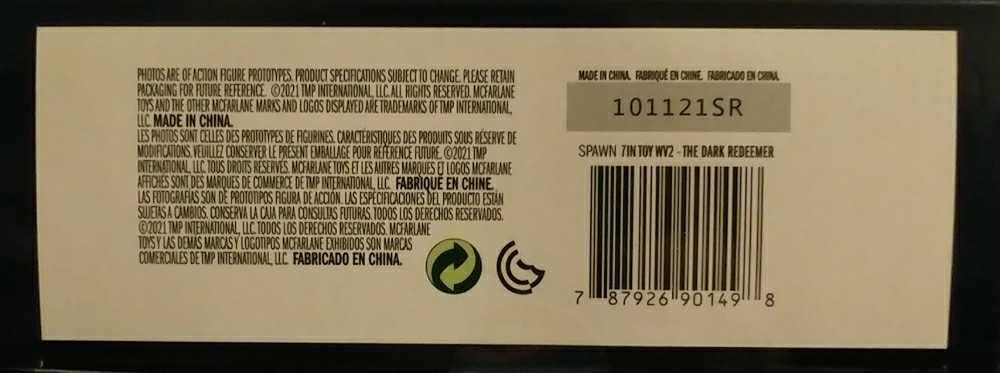 PHOTOS ARE OF ACTION FIGURE PROTOTYPES. PRODUCT SPECIFICATIONS SUBJECT TO CHANGE. PLEASE RETAIN
PACKAGING FOR FUTURE REFERENCE. ©2021 TMP INTERNATIONAL, LLC. ALL RIGHTS RESERVED. MCFARLANE
TOYS AND THE OTHER MCFARLANE MARKS AND LOGOS DISPLAYED ARE TRADEMARKS OF TMP INTERNATIONAL,
LLC. MADE IN CHINA.
LES PHOTOS SONT CELLES DES PROTOTYPES DE FIGURINES. CARACTÉRISTIQUES DES PRODUITS SOUS RÉSERVE DE
MODIFICATIONS. VEUILLEZ CONSERVER LE PRÉSENT EMBALLAGE POUR RÉFÉRENCE FUTURE. ©2021 TMP
INTERNATIONAL, LLC. TOUS DROITS RÉSERVÉS. MCFARLANE TOYS ET LES AUTRES MARQUES ET LOGOS MCFARLANE
AFFICHÉS SONT DES MARQUES DE COMMERCE DE TMP INTERNATIONAL, LLC. FABRIQUÉ EN CHINE.
LAS FOTOGRAFÍAS SON DE PROTOTIPOS FIGURA DE ACCIÓN. LAS ESPECIFICACIONES DEL PRODUCTO ESTÁN
SUJETAS A CAMBIOS. CONSERVA LA CAJA PARA CONSULTAS FUTURAS. TODOS LOS DERECHOS RESERVADOS.
©2021 TMP INTERNATIONAL, LLC. TODOS LOS DERECHOS RESERVADOS. MCFARLANE
TOYS Y LAS DEMÁS MARCAS Y LOGOTIPOS MCFARLANE EXHIBIDOS SON MARCAS
COMERCIALES DE TMP INTERNATIONAL, LLC. FABRICADO EN CHINA.
MADE IN CHINA. FABRIQUÉ EN CHINE. FABRICADO EN CHINA.
101121SR
SPAWN 7IN TOY WV2 - THE DARK REDEEMER
7 87926 90149 8